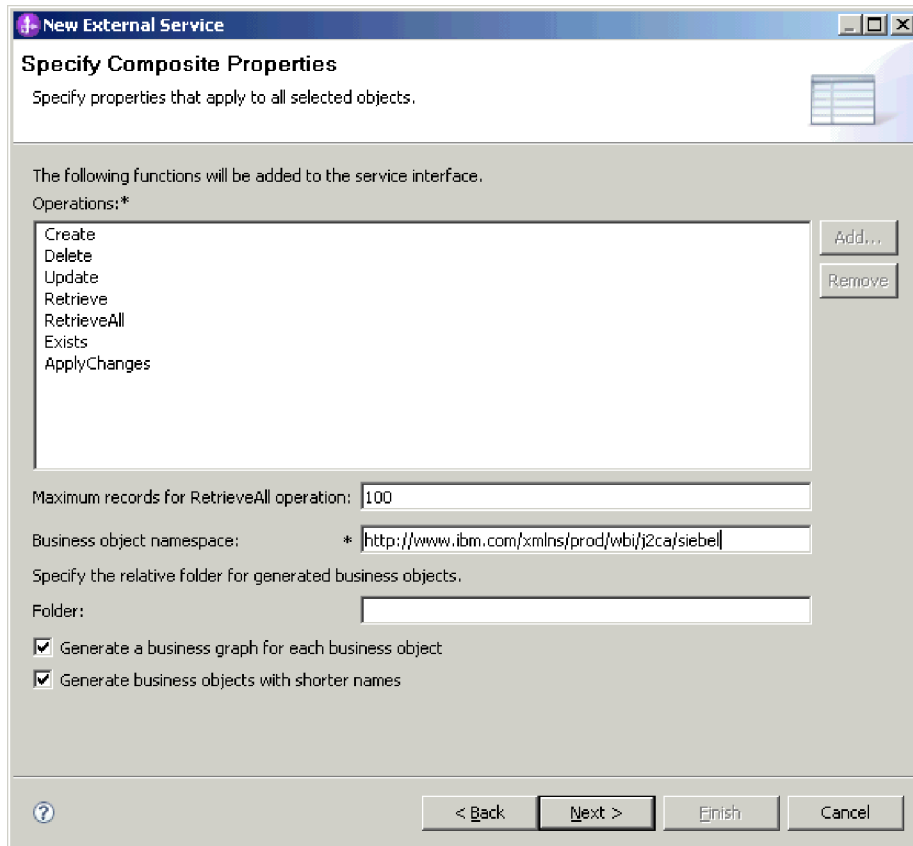 New External Service
Specify Composite Properties
Specify properties that apply to all selected objects.
The following functions will be added to the service interface.
Operations:*
Create
Delete
Update
Retrieve
RetrieveAll
Exists
ApplyChanges
Add...
Remove
Maximum records for RetrieveAll operation: 100
Business object namespace: * http://www.ibm.com/xmlns/prod/wbi/j2ca/siebel
Specify the relative folder for generated business objects.
Folder:
Generate a business graph for each business object
Generate business objects with shorter names
? < Back Next > Finish Cancel